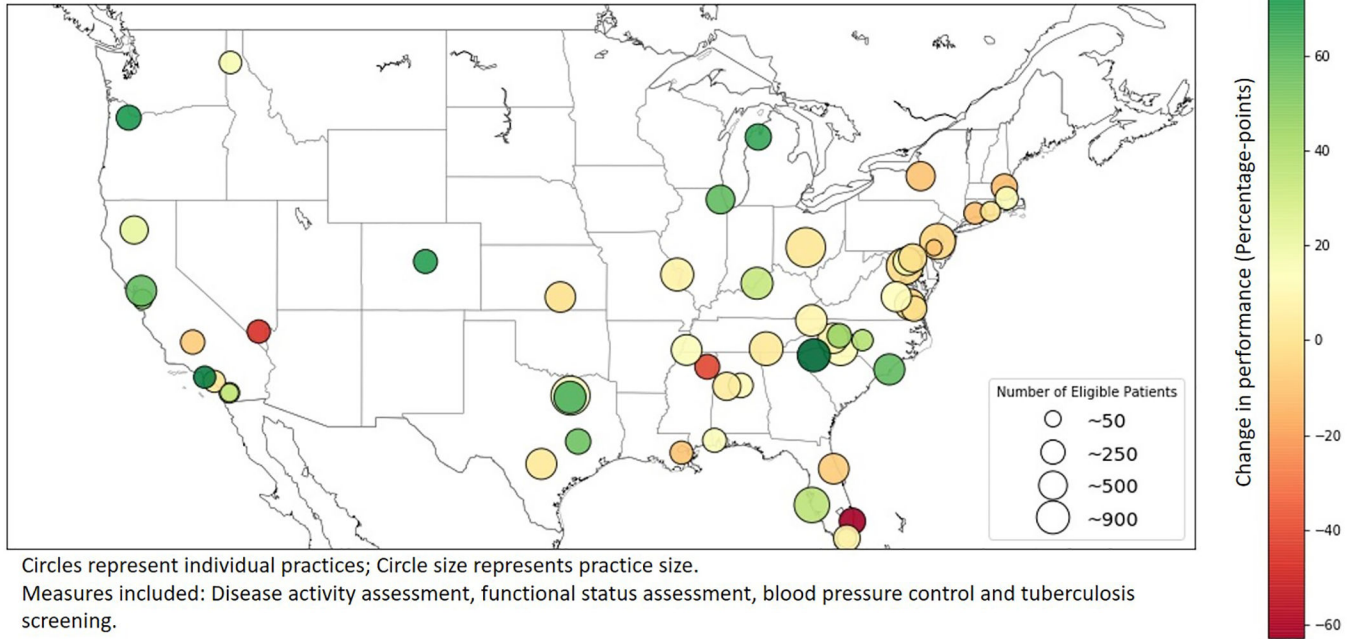 Number of Eligible Patients
~50
~250
~500
~900
Change in performance (Percentage-points)
60
40
20
0
−20
−40
−60
Circles represent individual practices; Circle size represents practice size.
Measures included: Disease activity assessment, functional status assessment, blood pressure control and tuberculosis
screening.